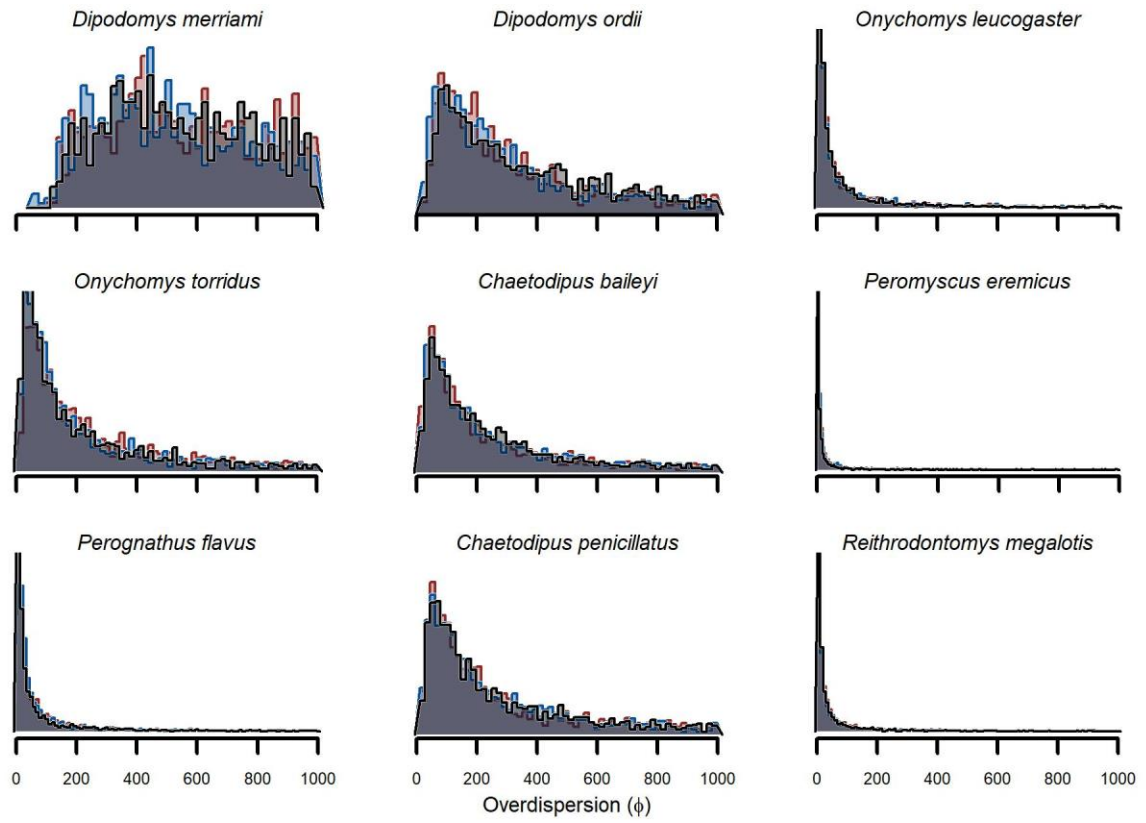 Dipodomys merriami
Dipodomys ordii
Onychomys leucogaster
Onychomys torridus
Chaetodipus baileyi
Peromyscus eremicus
Perognathus flavus
Chaetodipus penicillatus
Reithrodontomys megalotis
0 200 400 600 800 1000
0 200 400 600 800 1000
0 200 400 600 800 1000
Overdispersion (ϕ)